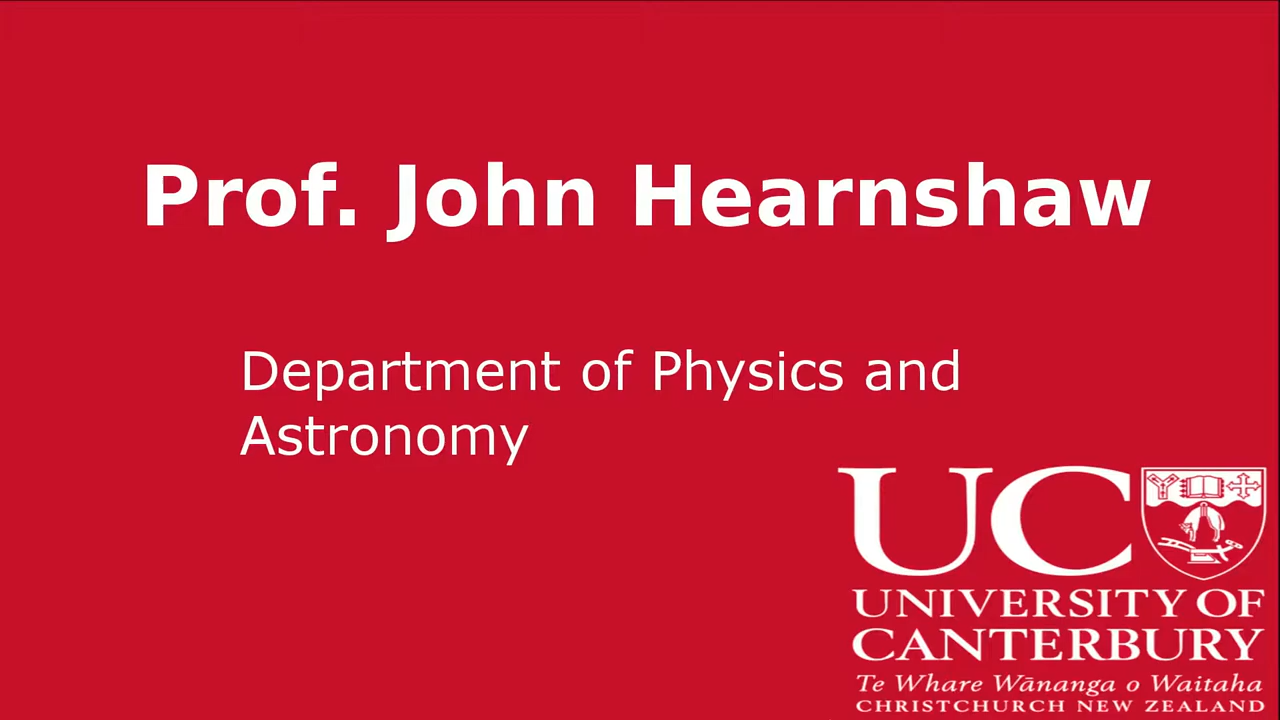 Prof. John Hearnshaw
Department of Physics and
Astronomy
UC
UNIVERSITY OF
CANTERBURY
Te Whare Wānanga o Waitaha
CHRISTCHURCH NEW ZEALAND